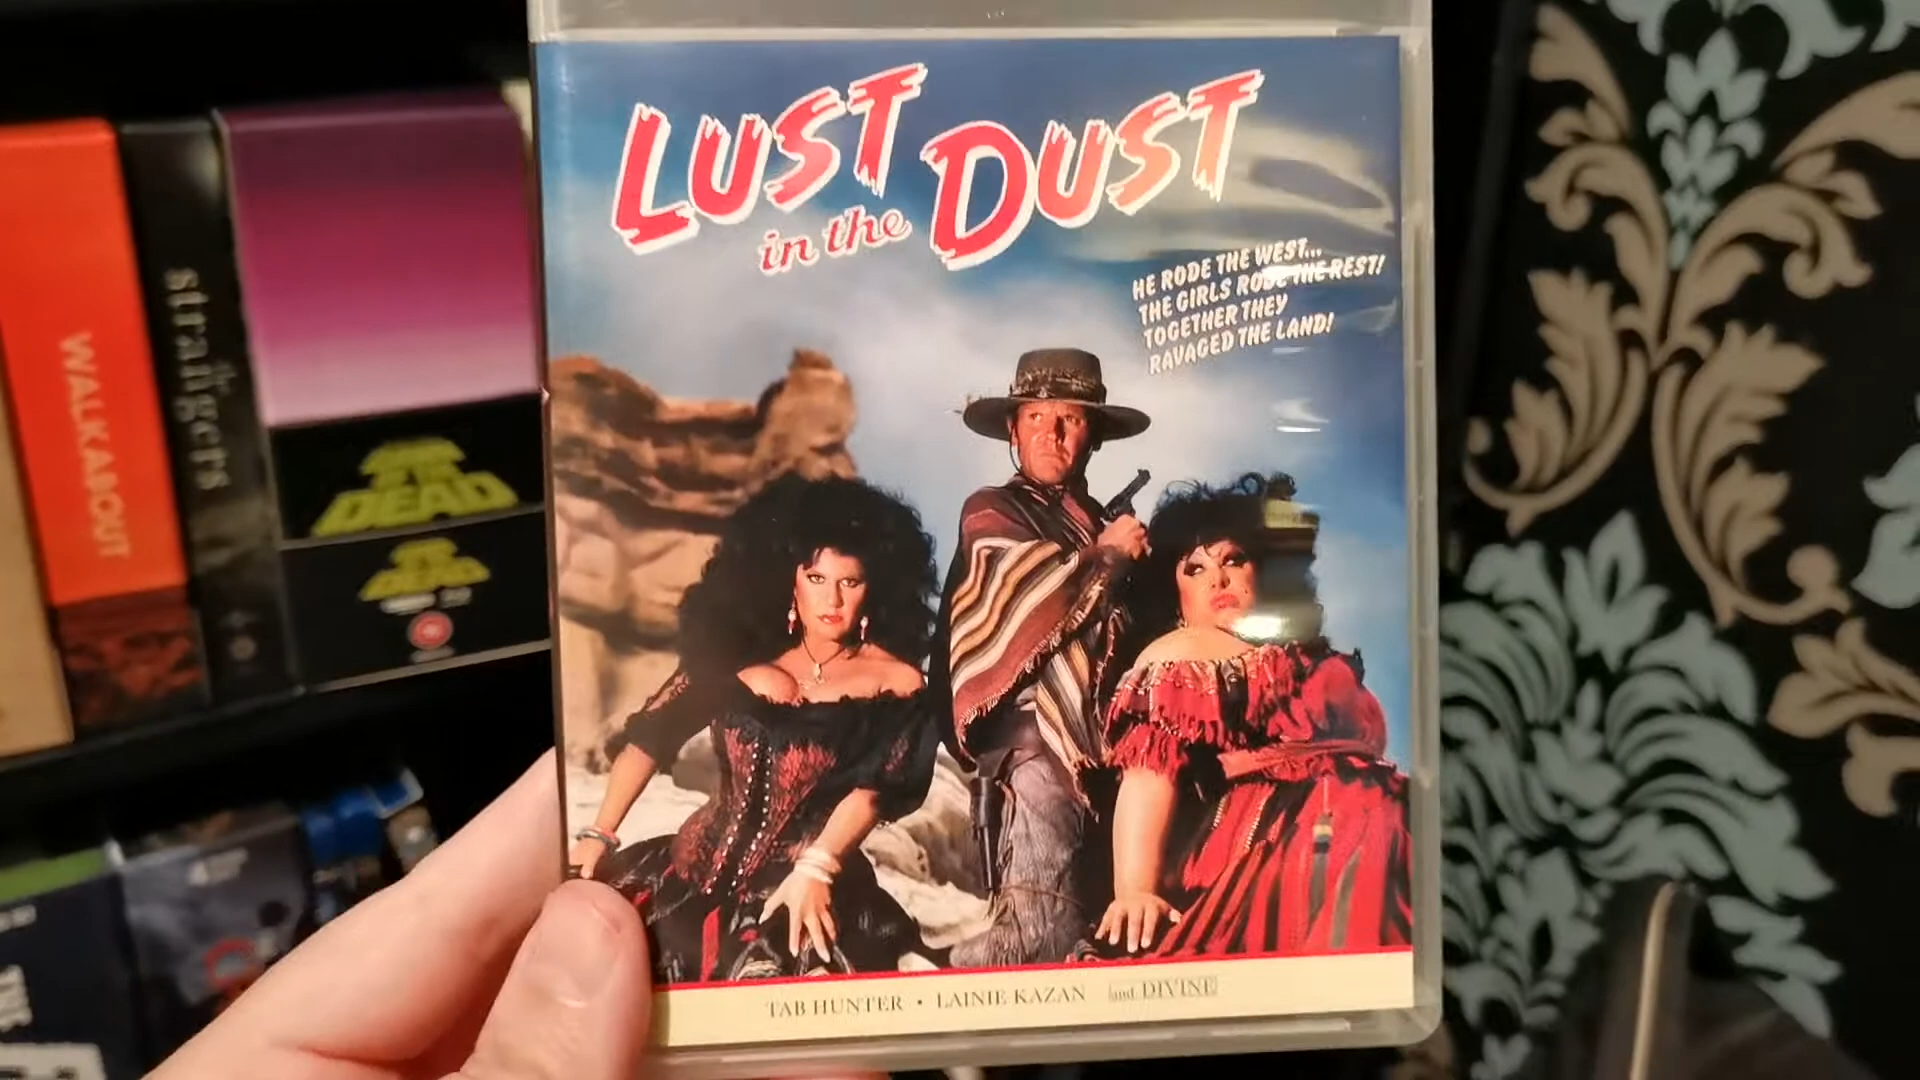 LUST
in the
DUST
HE RODE THE WEST...
THE GIRLS RODE THE REST!
TOGETHER THEY
RAVAGED THE LAND!
TAB HUNTER • LAINIE KAZAN and DIVINE
WALKABOUT
the
strangers
DEAD
DEAD